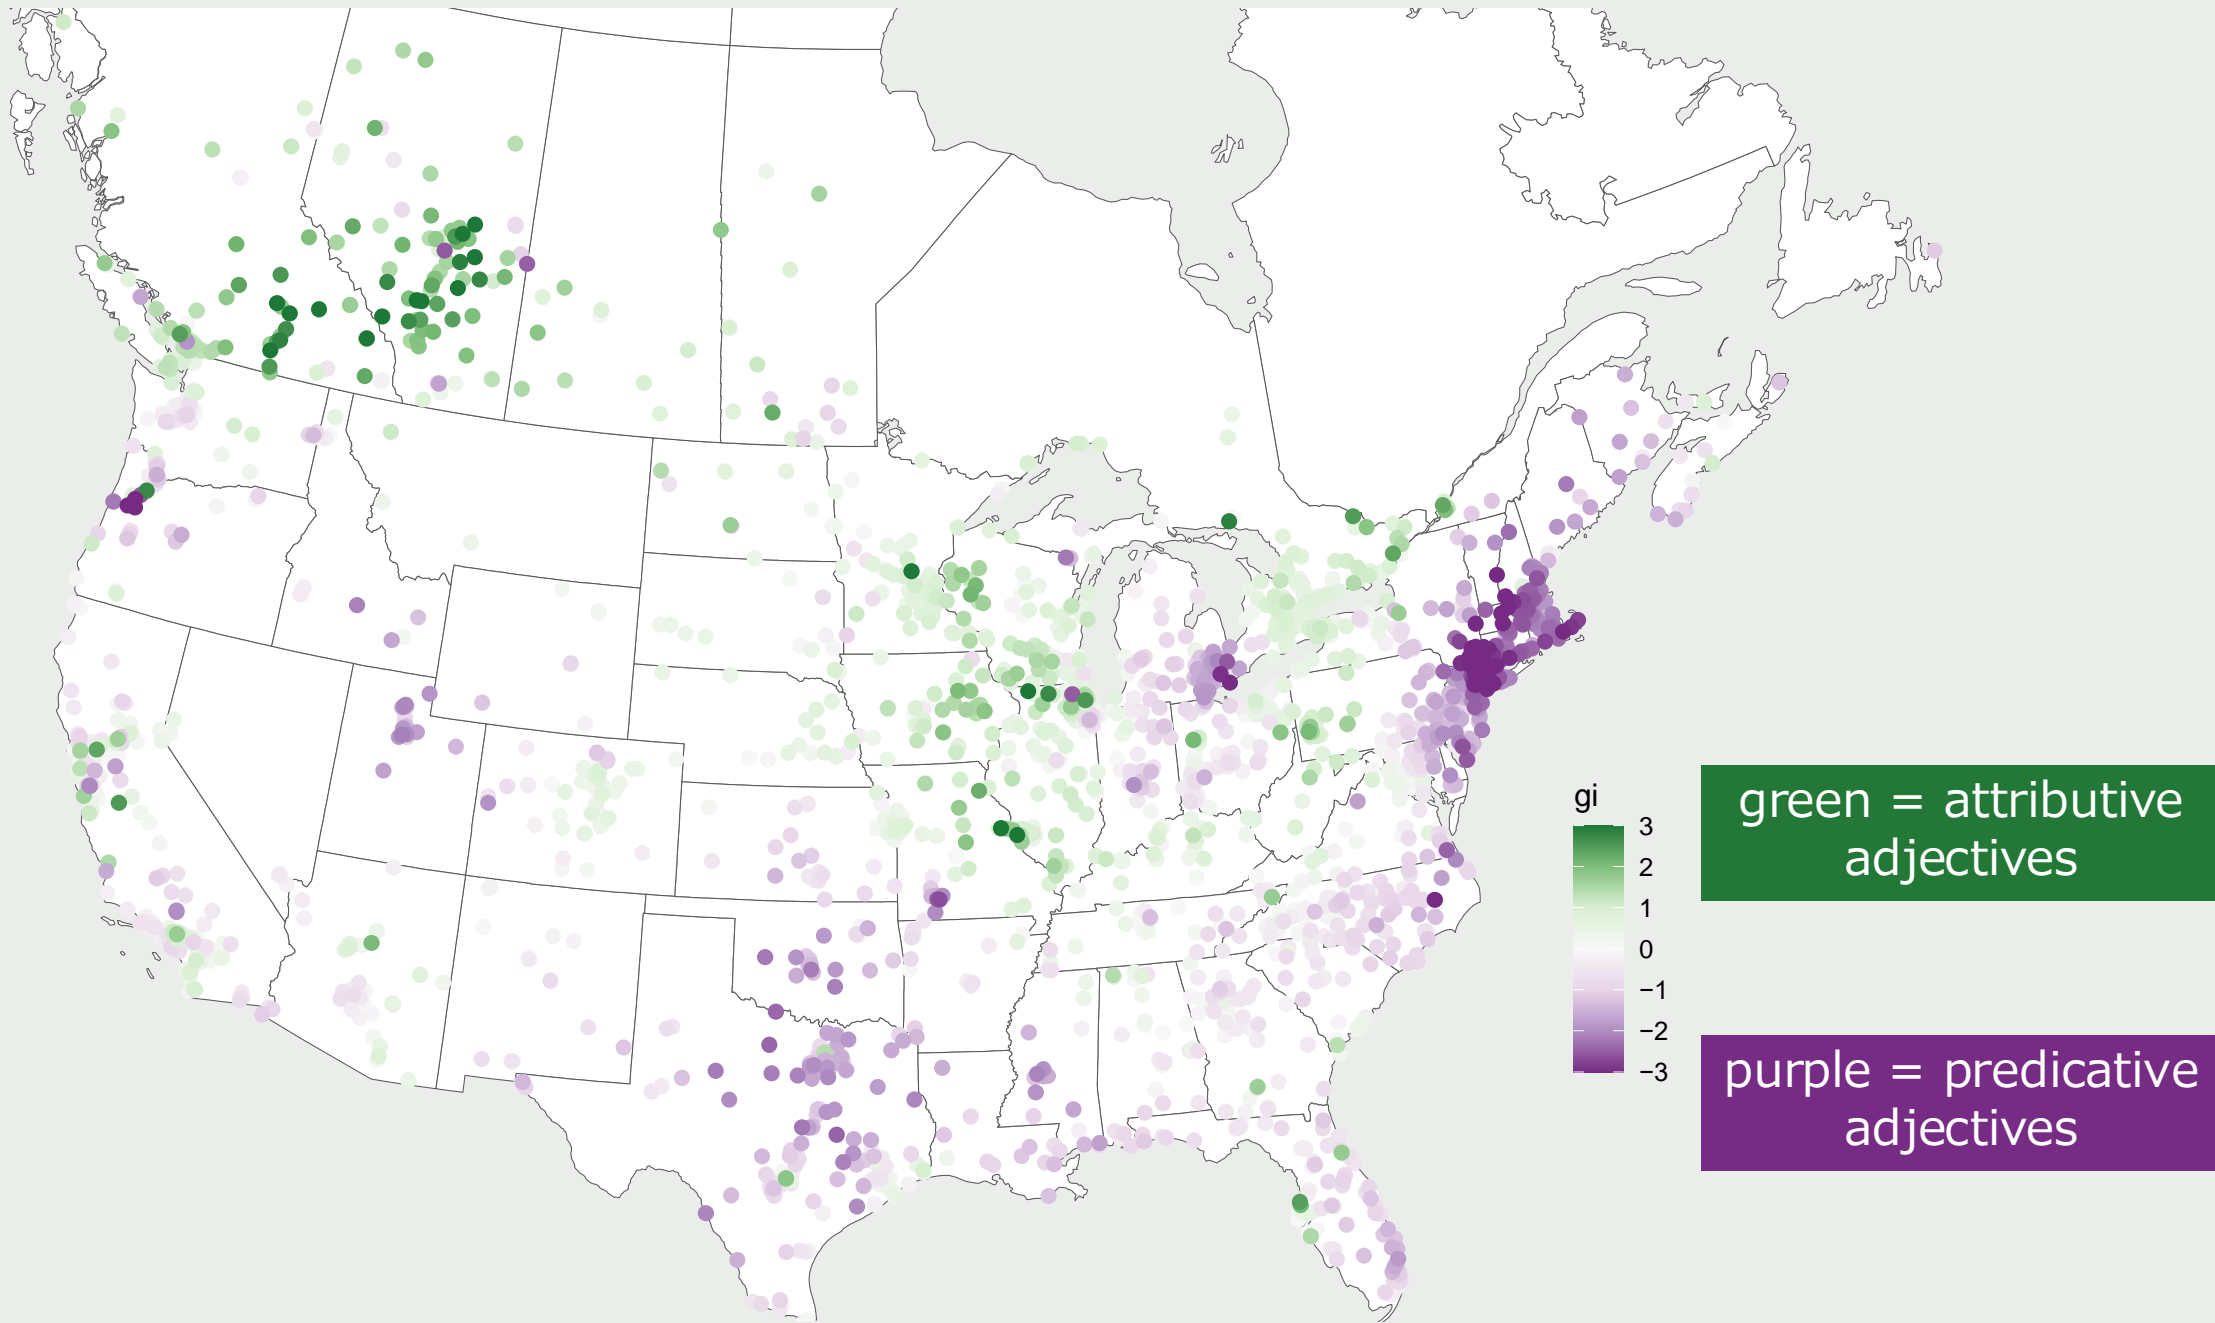 gi
3
2
1
0
−1
−2
−3
green = attributive
adjectives
purple = predicative
adjectives